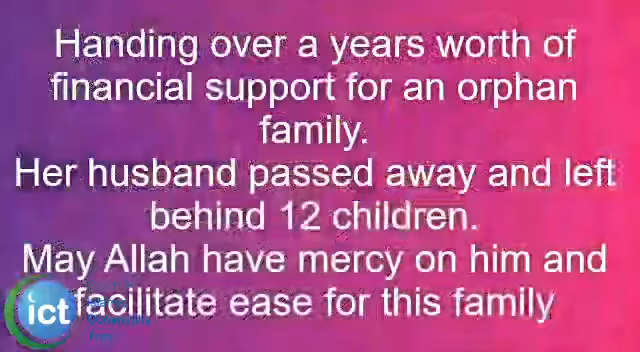 Handing over a years worth of
financial support for an orphan
family.
Her husband passed away and left
behind 12 children.
May Allah have mercy on him and
facilitate ease for this family
ict
Community